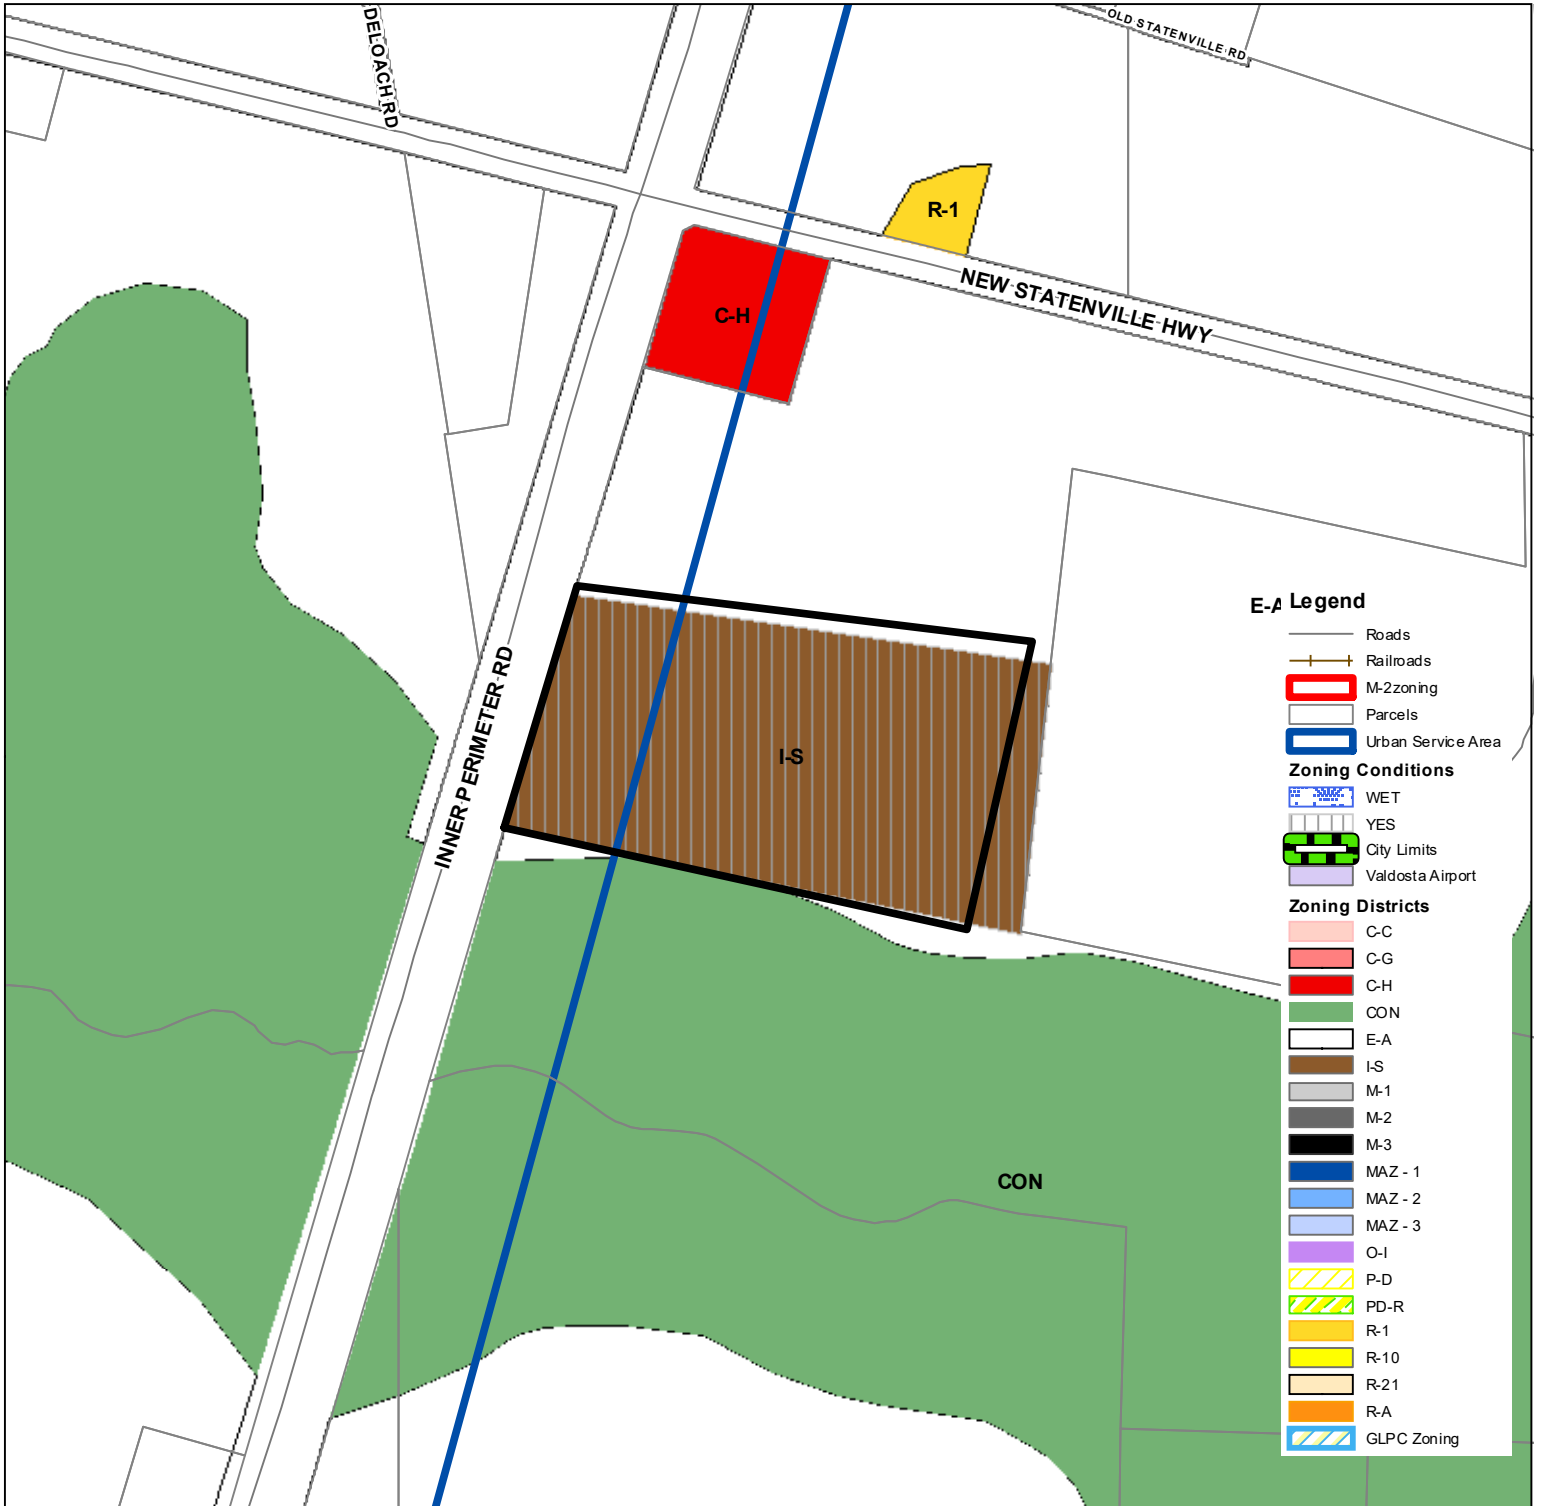 DELOACH RD
OLD STATENVILLE RD
R-1
NEW STATENVILLE HWY
C-H
INNER PERIMETER RD
I-S
CON
E-A
Legend
Roads
Railroads
M-2zoning
Parcels
Urban Service Area
Zoning Conditions
WET
YES
City Limits
Valdosta Airport
Zoning Districts
C-C
C-G
C-H
CON
E-A
I-S
M-1
M-2
M-3
MAZ - 1
MAZ - 2
MAZ - 3
O-I
P-D
PD-R
R-1
R-10
R-21
R-A
GLPC Zoning